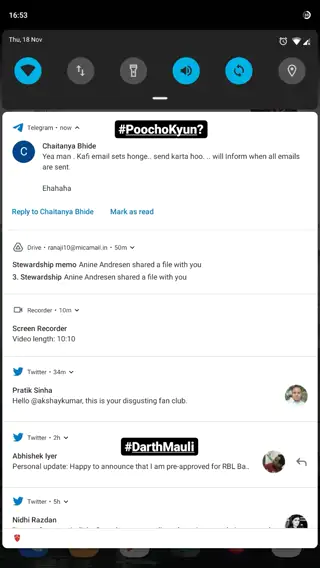 16:53
Thu, 18 Nov
Telegram • now
#PoochoKyun?
Chaitanya Bhide
Yea man . Kafi email sets honge.. send karta hoo. .. will Inform when all emails
are sent
Ehahaha
Reply to Chaitanya Bhide Mark as read
Drive • ranaji10@micamail.in • 50m
Stewardship memo Anine Andresen shared a file with you
3. Stewardship Anine Andresen shared a file with you
Recorder • 10m
Screen Recorder
Video length: 10:10
Twitter • 34m
Pratik Sinha
Hello @akshaykumar, this is your disgusting fan club.
Twitter • 2h
#DarthMauli
Abhishek Iyer
Personal update: Happy to announce that I am pre-approved for RBL Ba..
Twitter • 5h
Nidhi Razdan